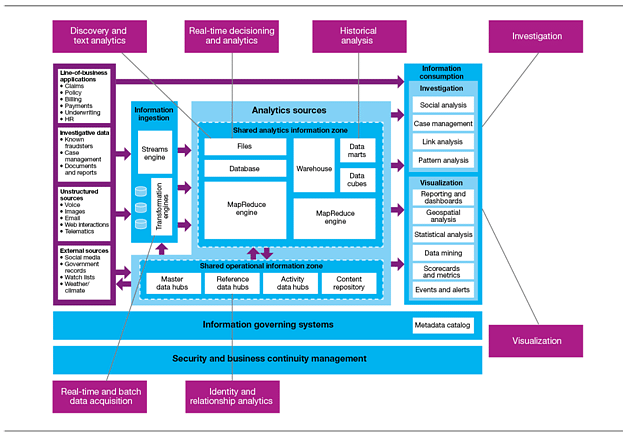 Discovery and
text analytics
Real-time decisioning
and analytics
Historical
analysis
Investigation
Line-of-business
applications
• Claims
• Policy
• Billing
• Payments
• Underwriting
• HR
Investigative data
• Known
fraudsters
• Case
management
• Documents
and reports
Unstructured
sources
• Voice
• Images
• Email
• Web interactions
• Telematics
External sources
• Social media
• Government
records
• Watch lists
• Weather/
climate
Information
ingestion
Streams
engine
Transformation
engines
Analytics sources
Shared analytics information zone
Files
Database
MapReduce
engine
Warehouse
Data
marts
Data
cubes
MapReduce
engine
Shared operational information zone
Master
data hubs
Reference
data hubs
Activity
data hubs
Content
repository
Information
consumption
Investigation
Social analysis
Case management
Link analysis
Pattern analysis
Visualization
Reporting and
dashboards
Geospatial
analysis
Statistical analysis
Data mining
Scorecards
and metrics
Events and alerts
Information governing systems
Metadata catalog
Security and business continuity management
Visualization
Real-time and batch
data acquisition
Identity and
relationship analytics